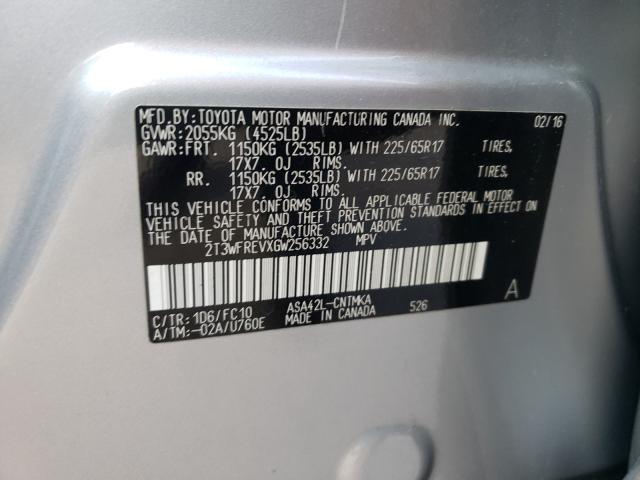 MFD.BY:TOYOTA MOTOR MANUFACTURING CANADA INC. 02/16
GVWR:2055KG (4525LB)
GAWR:FRT. 1150KG (2535LB) WITH 225/65R17 TIRES,
17X7.0J RIMS.
RR. 1150KG (2535LB) WITH 225/65R17 TIRES,
17X7.0J RIMS.
THIS VEHICLE CONFORMS TO ALL APPLICABLE FEDERAL MOTOR
VEHICLE SAFETY AND THEFT PREVENTION STANDARDS IN EFFECT ON
THE DATE OF MANUFACTURE SHOWN ABOVE.
2T3WFREVXGW256332 MPV
A
C/TR:1D6/FC10 ASA42L-CNTMKA 526
A/TM:-02A/U760E MADE IN CANADA